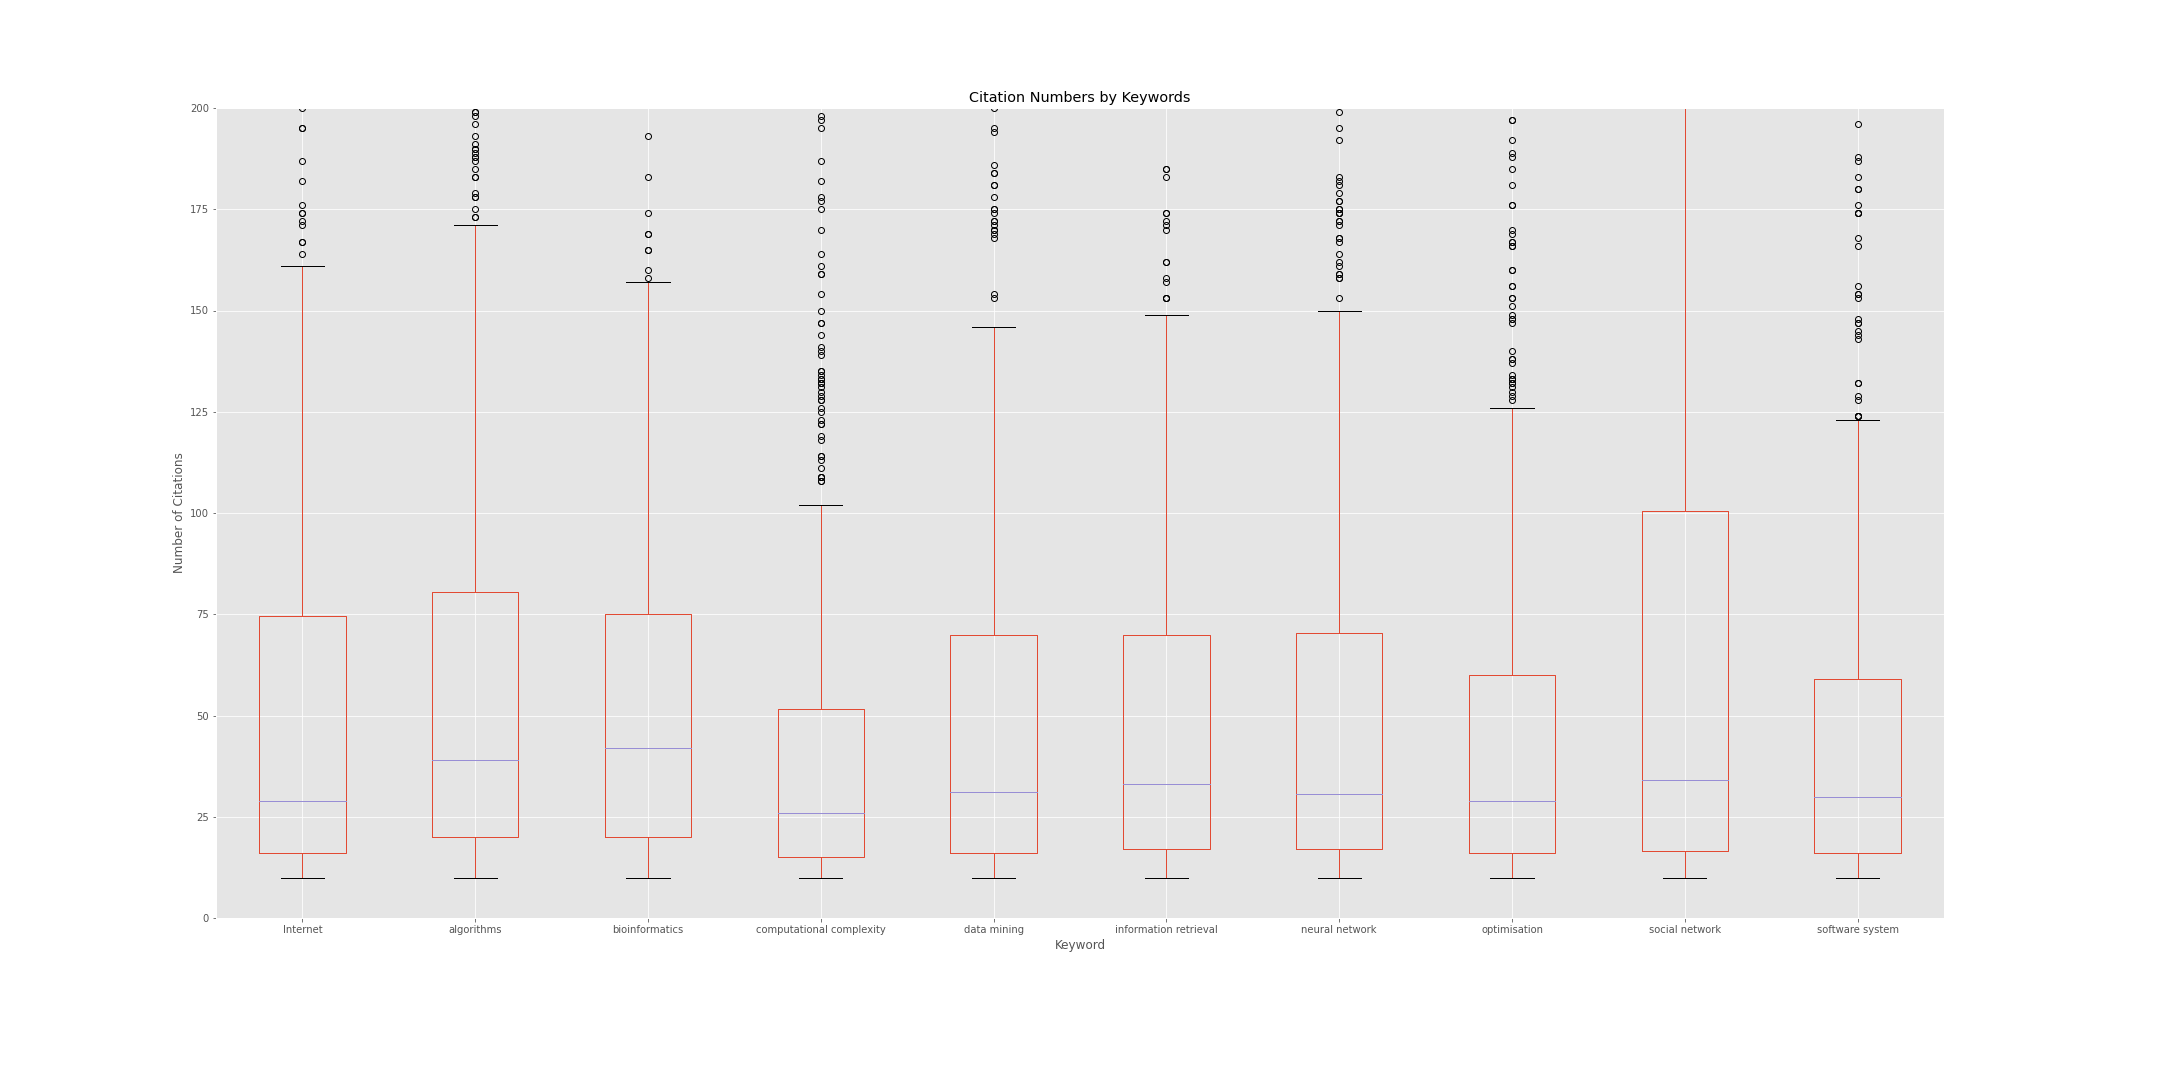 Citation Numbers by Keywords
200
175
150
125
100
75
50
25
0
Number of Citations
Internet algorithms bioinformatics computational complexity data mining information retrieval neural network optimisation social network software system
Keyword